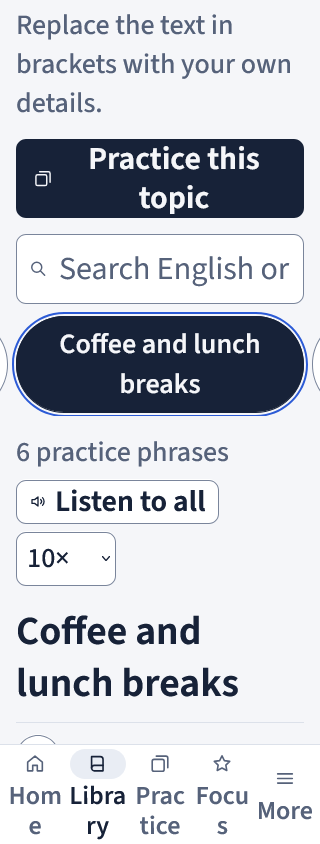 Replace the text in
brackets with your own
details.
Practice this
topic
Search English or
Coffee and lunch
breaks
6 practice phrases
Listen to all
10×
Coffee and
lunch breaks
Hom
e
Libra
ry
Prac
tice
Focu
s
More